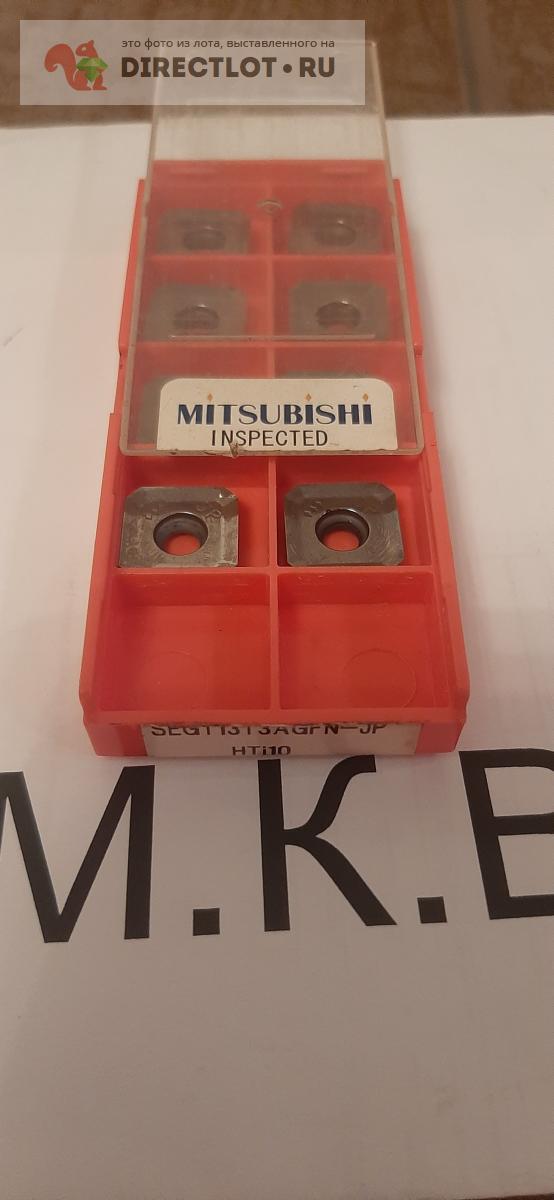 это фото из лота, выставленного на
DIRECTLOT•RU
MITSUBISHI
INSPECTED
SEGT13T3AGFN-JP
HTi10
М.К.В